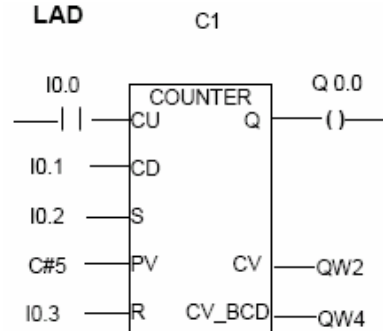 LAD C1
I0.0 COUNTER Q 0.0
CU Q ( )
I0.1 CD
I0.2 S
C#5 PV CV QW2
I0.3 R CV_BCD QW4